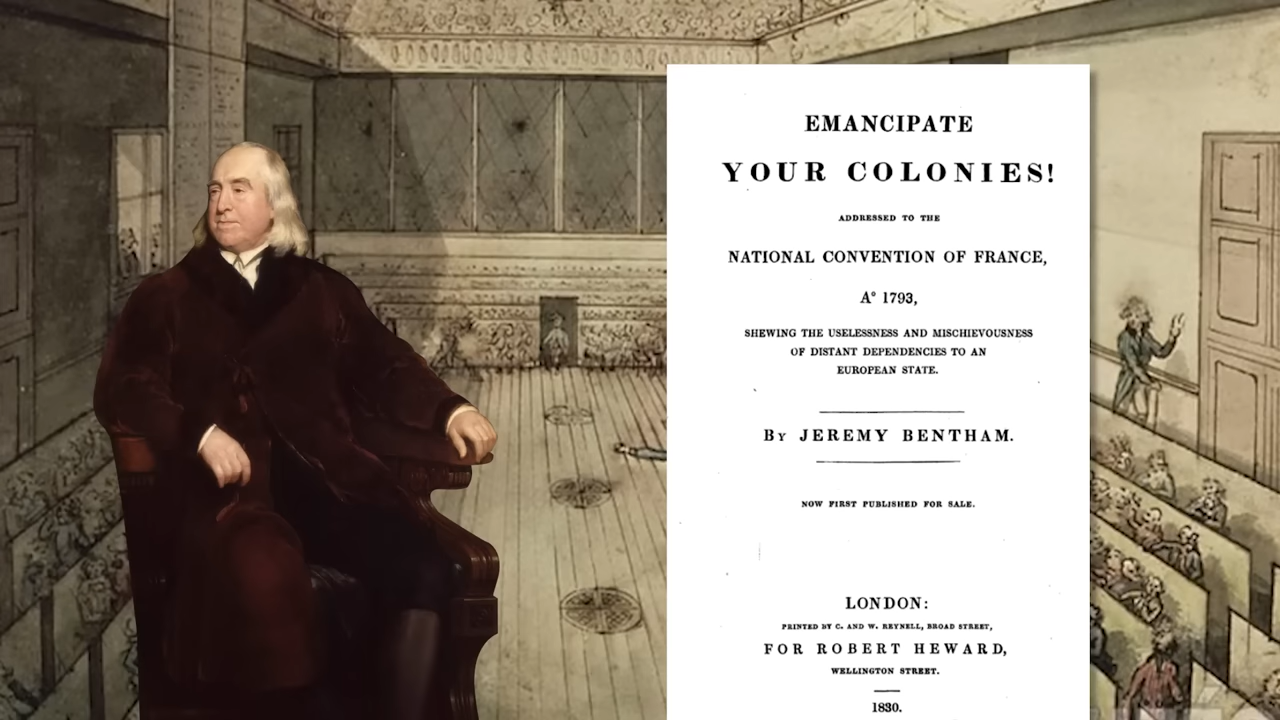 EMANCIPATE
YOUR COLONIES!
ADDRESSED TO THE
NATIONAL CONVENTION OF FRANCE,
Aº 1793,
SHEWING THE USELESSNESS AND MISCHIEVOUSNESS
OF DISTANT DEPENDENCIES TO AN
EUROPEAN STATE.
BY JEREMY BENTHAM.
NOW FIRST PUBLISHED FOR SALE.
LONDON:
PRINTED BY C. AND W. REYNELL, BROAD STREET,
FOR ROBERT HEWARD,
WELLINGTON STREET.
1830.